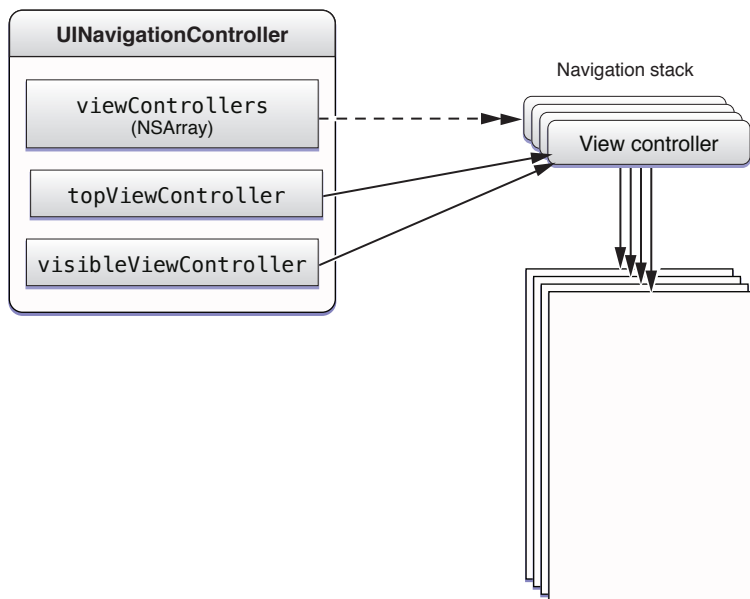 UINavigationController
viewControllers
(NSArray)
topViewController
visibleViewController
Navigation stack
View controller